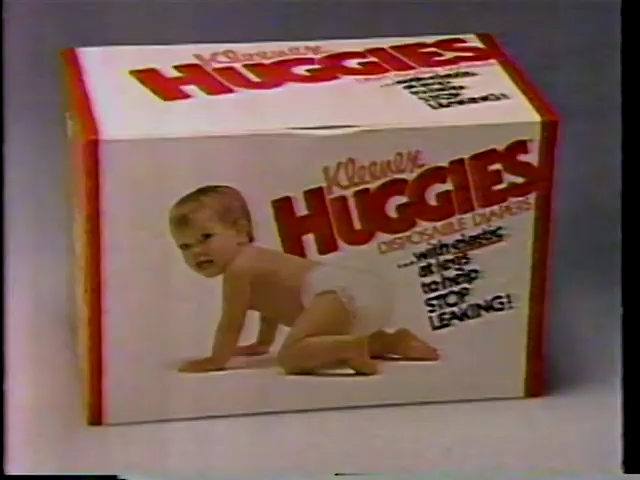 Kleenex
HUGGIES
Kleenex
HUGGIES
DISPOSABLE DIAPERS
...with elastic
at legs
to help
STOP
LEAKING!